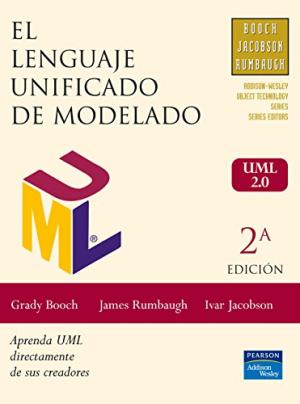 EL
LENGUAJE
UNIFICADO
DE MODELADO
BOOCH
JACOBSON
RUMBAUGH
ADDISON-WESLEY
OBJECT TECHNOLOGY
SERIES
SERIES EDITORS
UML
2.0
UML®
2ª
EDICIÓN
Grady Booch James Rumbaugh Ivar Jacobson
Aprenda UML
directamente
de sus creadores
PEARSON
Addison
Wesley